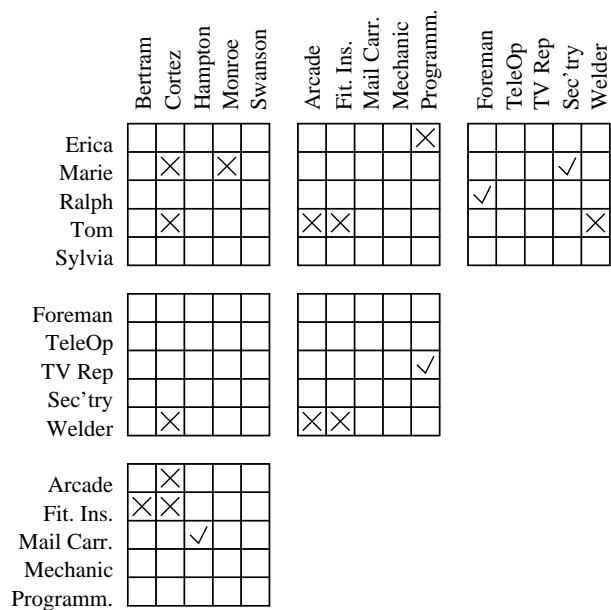 Bertram Cortez Hampton Monroe Swanson Arcade Fit. Ins. Mail Carr. Mechanic Programm. Foreman TeleOp TV Rep Sec'try Welder
Erica
Marie
Ralph
Tom
Sylvia
Foreman
TeleOp
TV Rep
Sec'try
Welder
Arcade
Fit. Ins.
Mail Carr.
Mechanic
Programm.